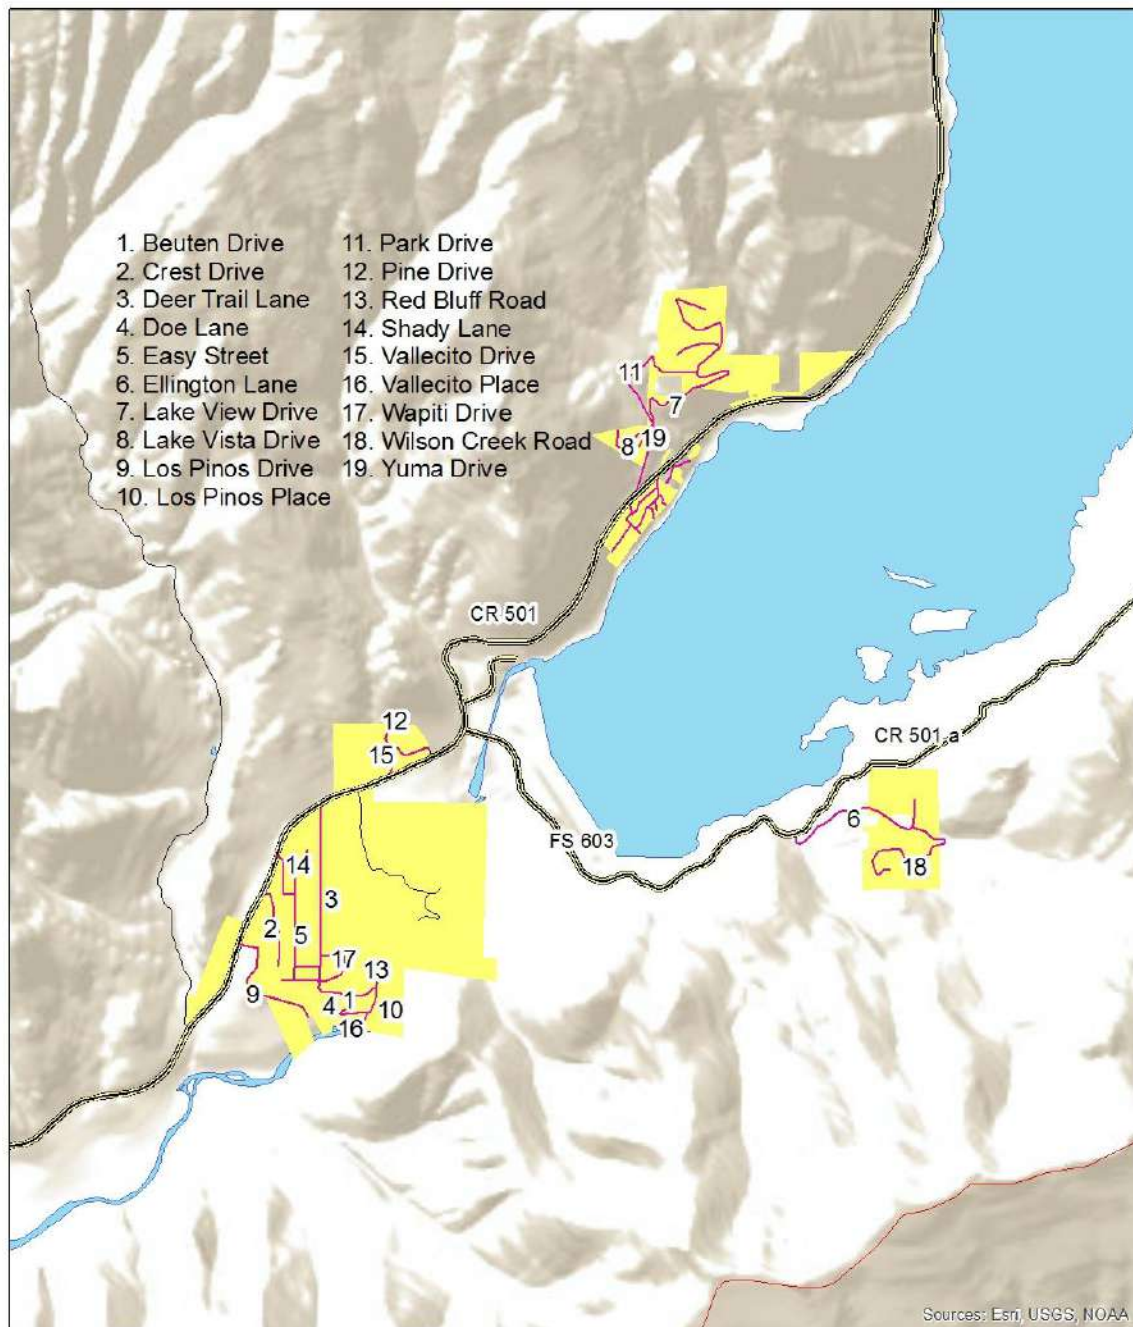 1. Beuten Drive
2. Crest Drive
3. Deer Trail Lane
4. Doe Lane
5. Easy Street
6. Ellington Lane
7. Lake View Drive
8. Lake Vista Drive
9. Los Pinos Drive
10. Los Pinos Place
11. Park Drive
12. Pine Drive
13. Red Bluff Road
14. Shady Lane
15. Vallecito Drive
16. Vallecito Place
17. Wapiti Drive
18. Wilson Creek Road
19. Yuma Drive
11
7
19
8
CR 501
12
15
CR 501 a
6
FS 603
18
14
3
2
5
17
13
9
4
1
10
16
Sources: Esri, USGS, NOAA